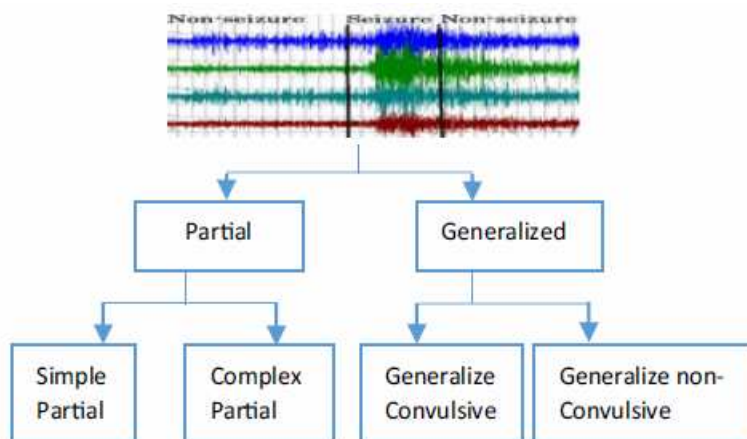 Non-seizure Seizure Non-seizure
Partial Generalized
Simple Partial
Complex Partial
Generalize Convulsive
Generalize non-Convulsive